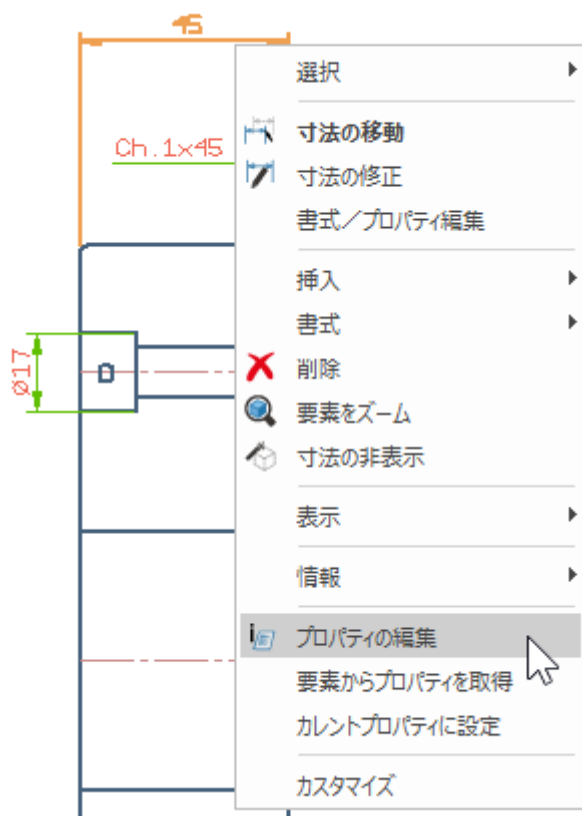 45
選択
Ch.1x45
寸法の移動
寸法の修正
書式／プロパティ編集
挿入
書式
Ø17
D
削除
要素をズーム
寸法の非表示
表示
情報
プロパティの編集
要素からプロパティを取得
カレントプロパティに設定
カスタマイズ